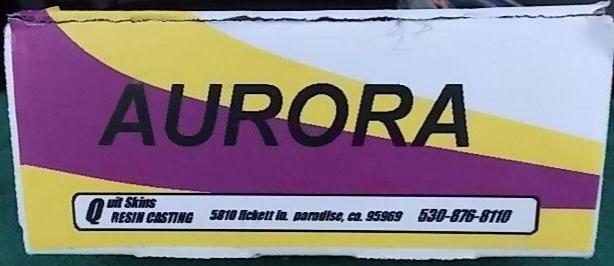 AURORA
Quit Skins
RESIN CASTING 5810 fickett ln. paradise, ca. 95969 530-876-8110